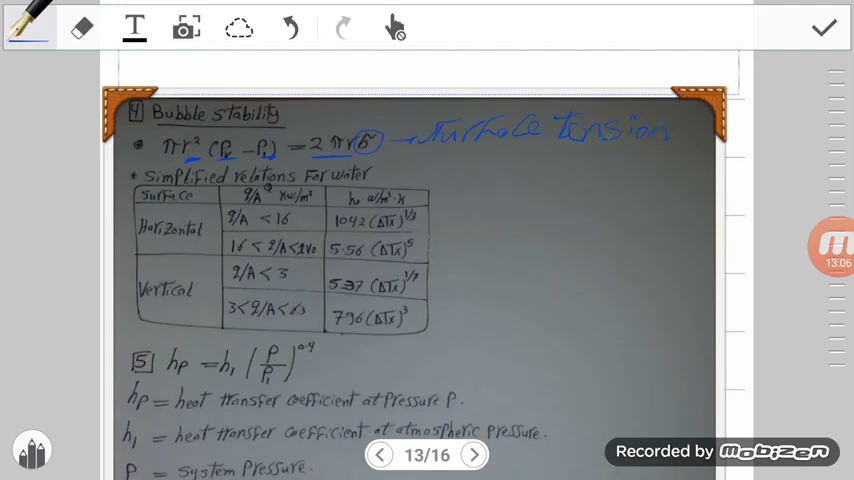 T
4 Bubble stability
πr² (Pv - Pl) = 2πrσ → Surface tension
* Simplified relations For water
Surface q/A kw/m² h₀ w/m².k
Horizontal q/A < 16 1042 (ΔTx)^1/3
16 < q/A < 240 5.56 (ΔTx)^5
Vertical q/A < 3 537 (ΔTx)^1/7
3 < q/A < 63 796 (ΔTx)^3
5 hp = h₁ (P/P₁)^0.4
hp = heat transfer coefficient at pressure P.
h₁ = heat transfer coefficient at atmospheric pressure.
P = system pressure.
13:06
13/16
Recorded by mobizen